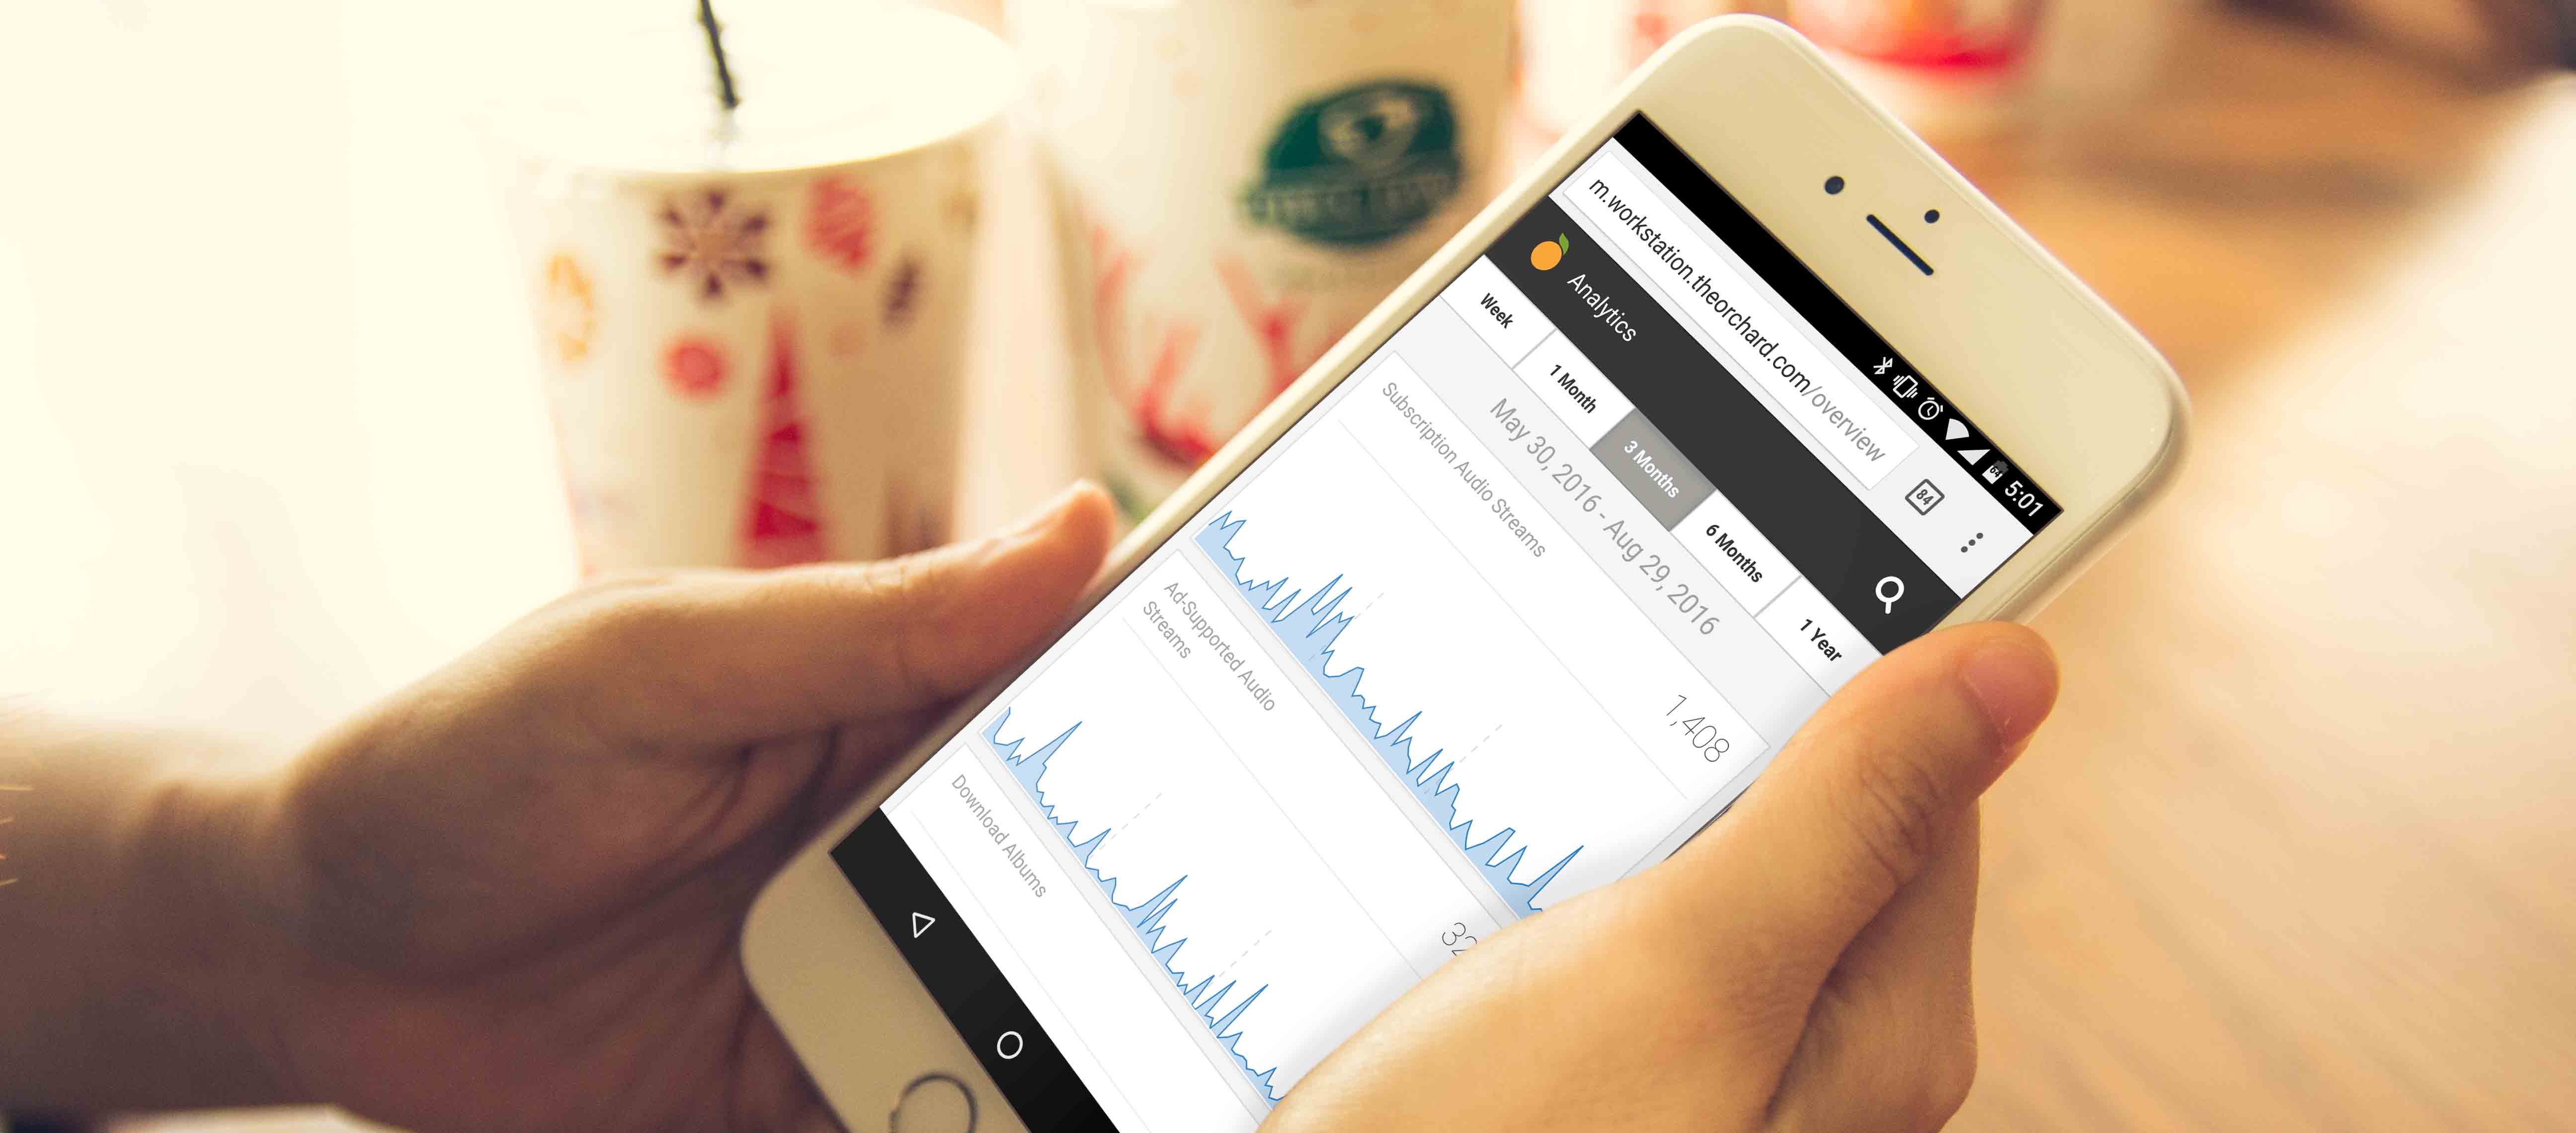 5:01
m.workstation.theorchard.com/overview
84
Analytics
Week
1 Month
3 Months
6 Months
1 Year
May 30, 2016 - Aug 29, 2016
Subscription Audio Streams
1,408
Ad-Supported Audio
Streams
32
Download Albums